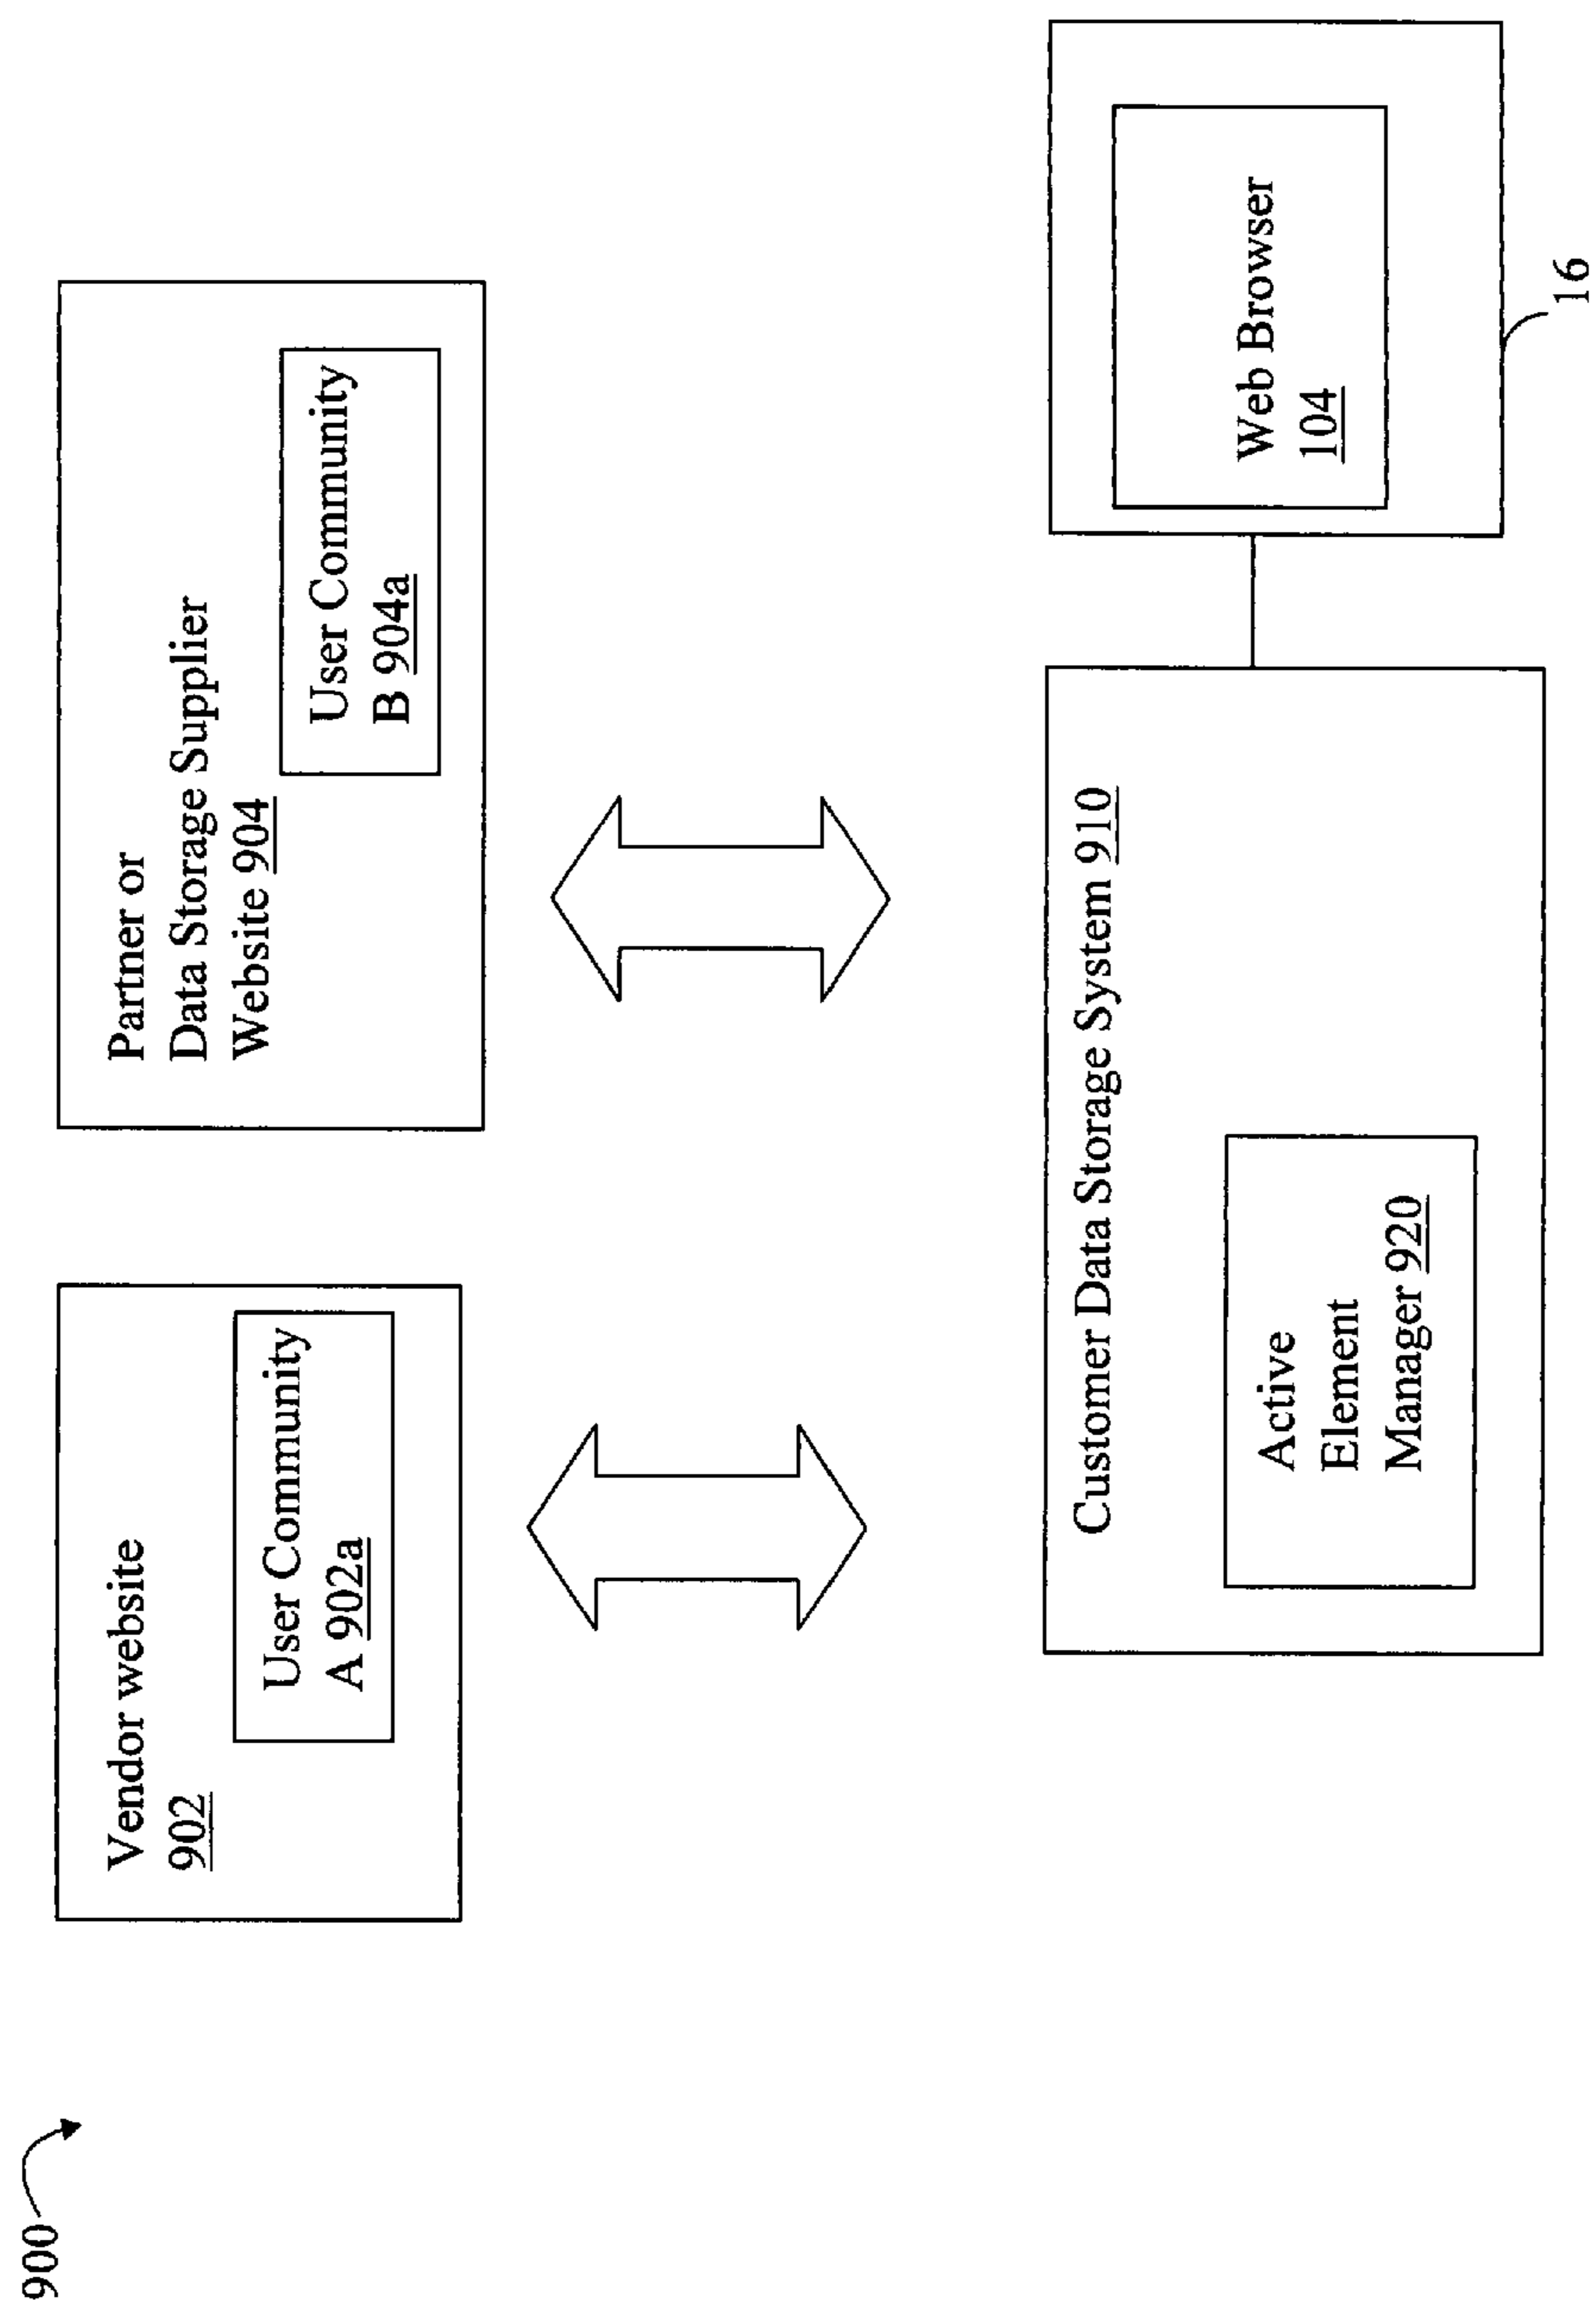 900
Vendor website
902
User Community
A 902a
Partner or
Data Storage Supplier
Website 904
User Community
B 904a
Customer Data Storage System 910
Active
Element
Manager 920
Web Browser
104
16